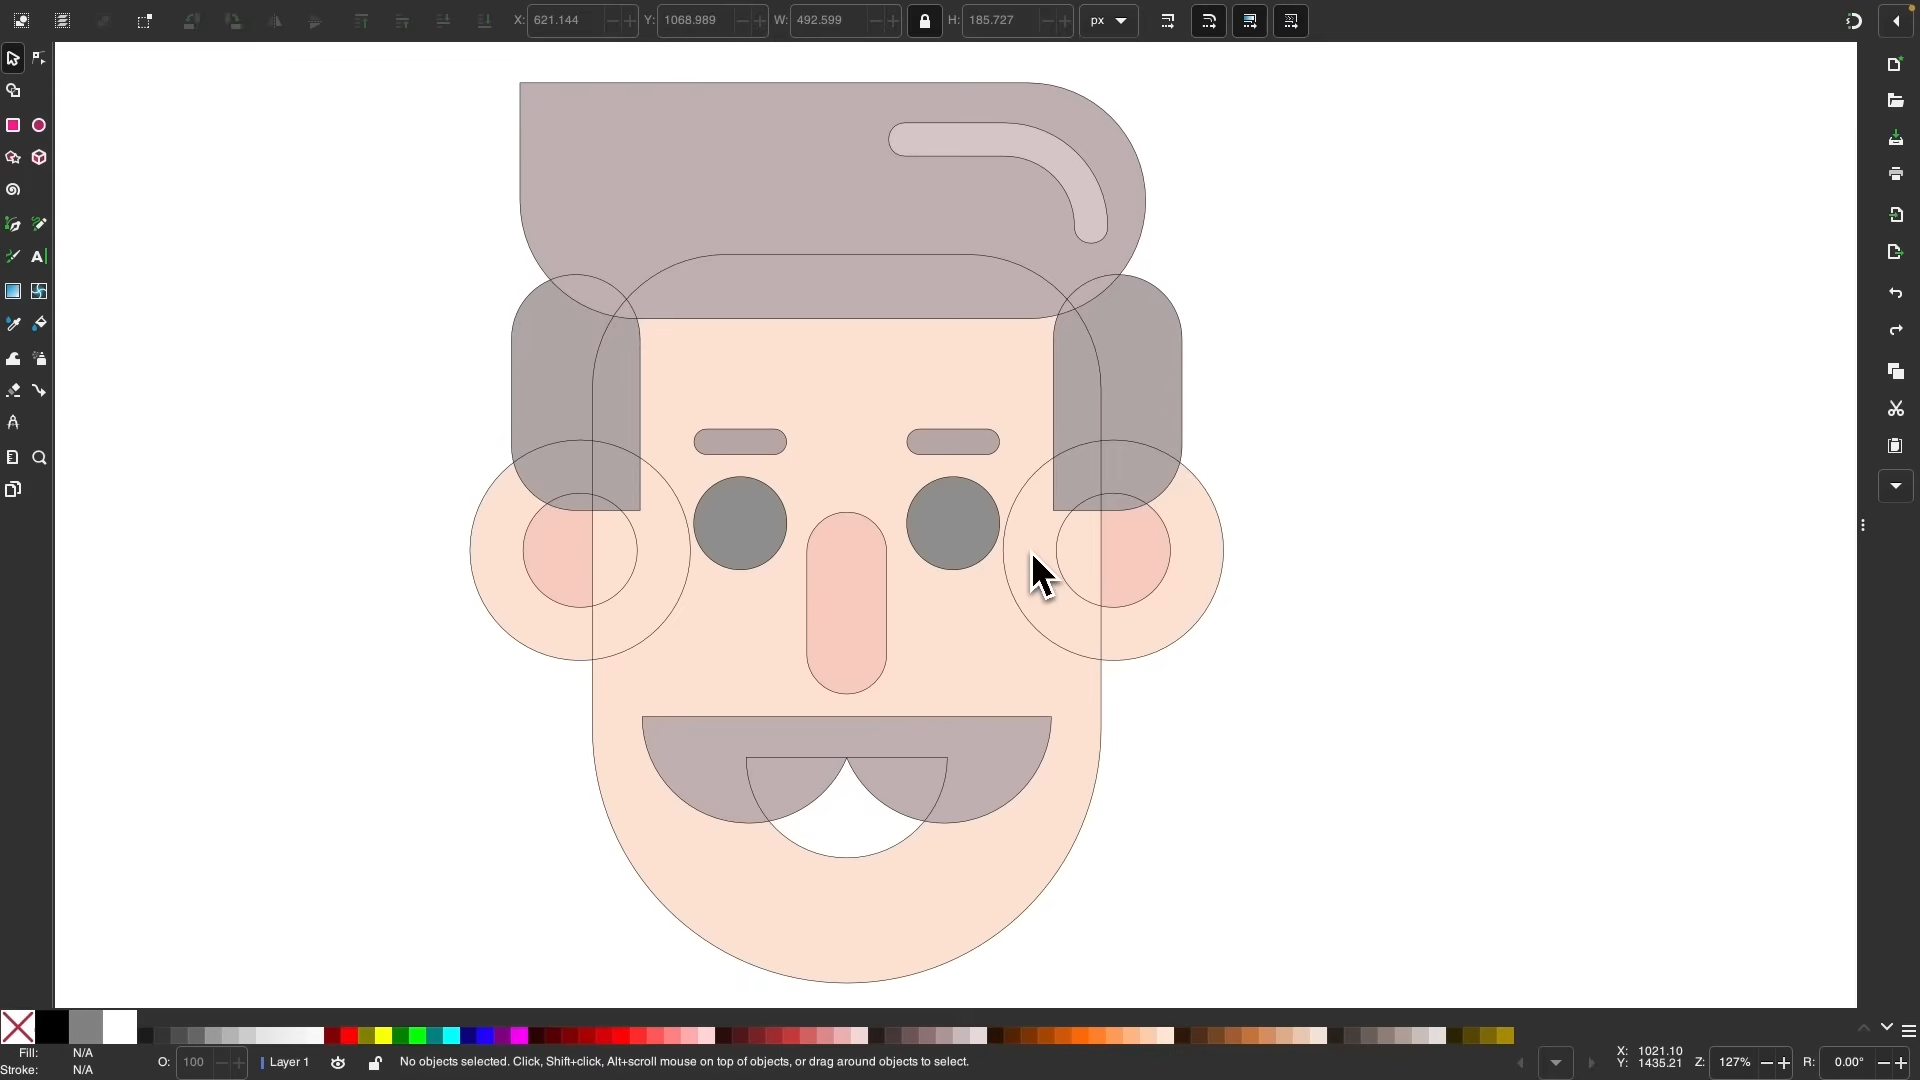 X: 621.144 Y: 1068.989 W: 492.599 H: 185.727 px
A
Fill: N/A
Stroke: N/A
O: 100
Layer 1
No objects selected. Click, Shift+click, Alt+scroll mouse on top of objects, or drag around objects to select.
X: 1021.10
Y: 1435.21
Z: 127%
R: 0.00°